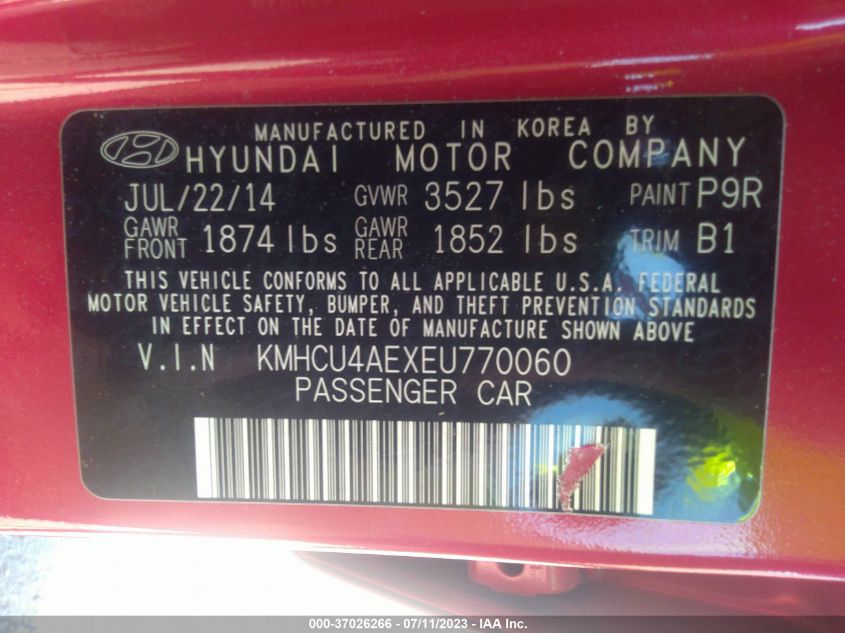 MANUFACTURED IN KOREA BY
HYUNDAI MOTOR COMPANY
JUL/22/14 GVWR 3527 lbs PAINT P9R
GAWR FRONT 1874 lbs GAWR REAR 1852 lbs TRIM B1
THIS VEHICLE CONFORMS TO ALL APPLICABLE U.S.A. FEDERAL
MOTOR VEHICLE SAFETY, BUMPER, AND THEFT PREVENTION STANDARDS
IN EFFECT ON THE DATE OF MANUFACTURE SHOWN ABOVE
V.I.N KMHCU4AEXEU770060
PASSENGER CAR
000-37026266 - 07/11/2023 - IAA Inc.